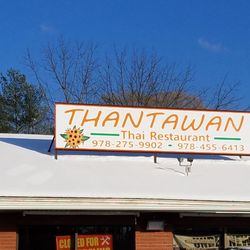 THANTAWAN
Thai Restaurant
978-275-9902 • 978-455-6413
CLOSED FOR